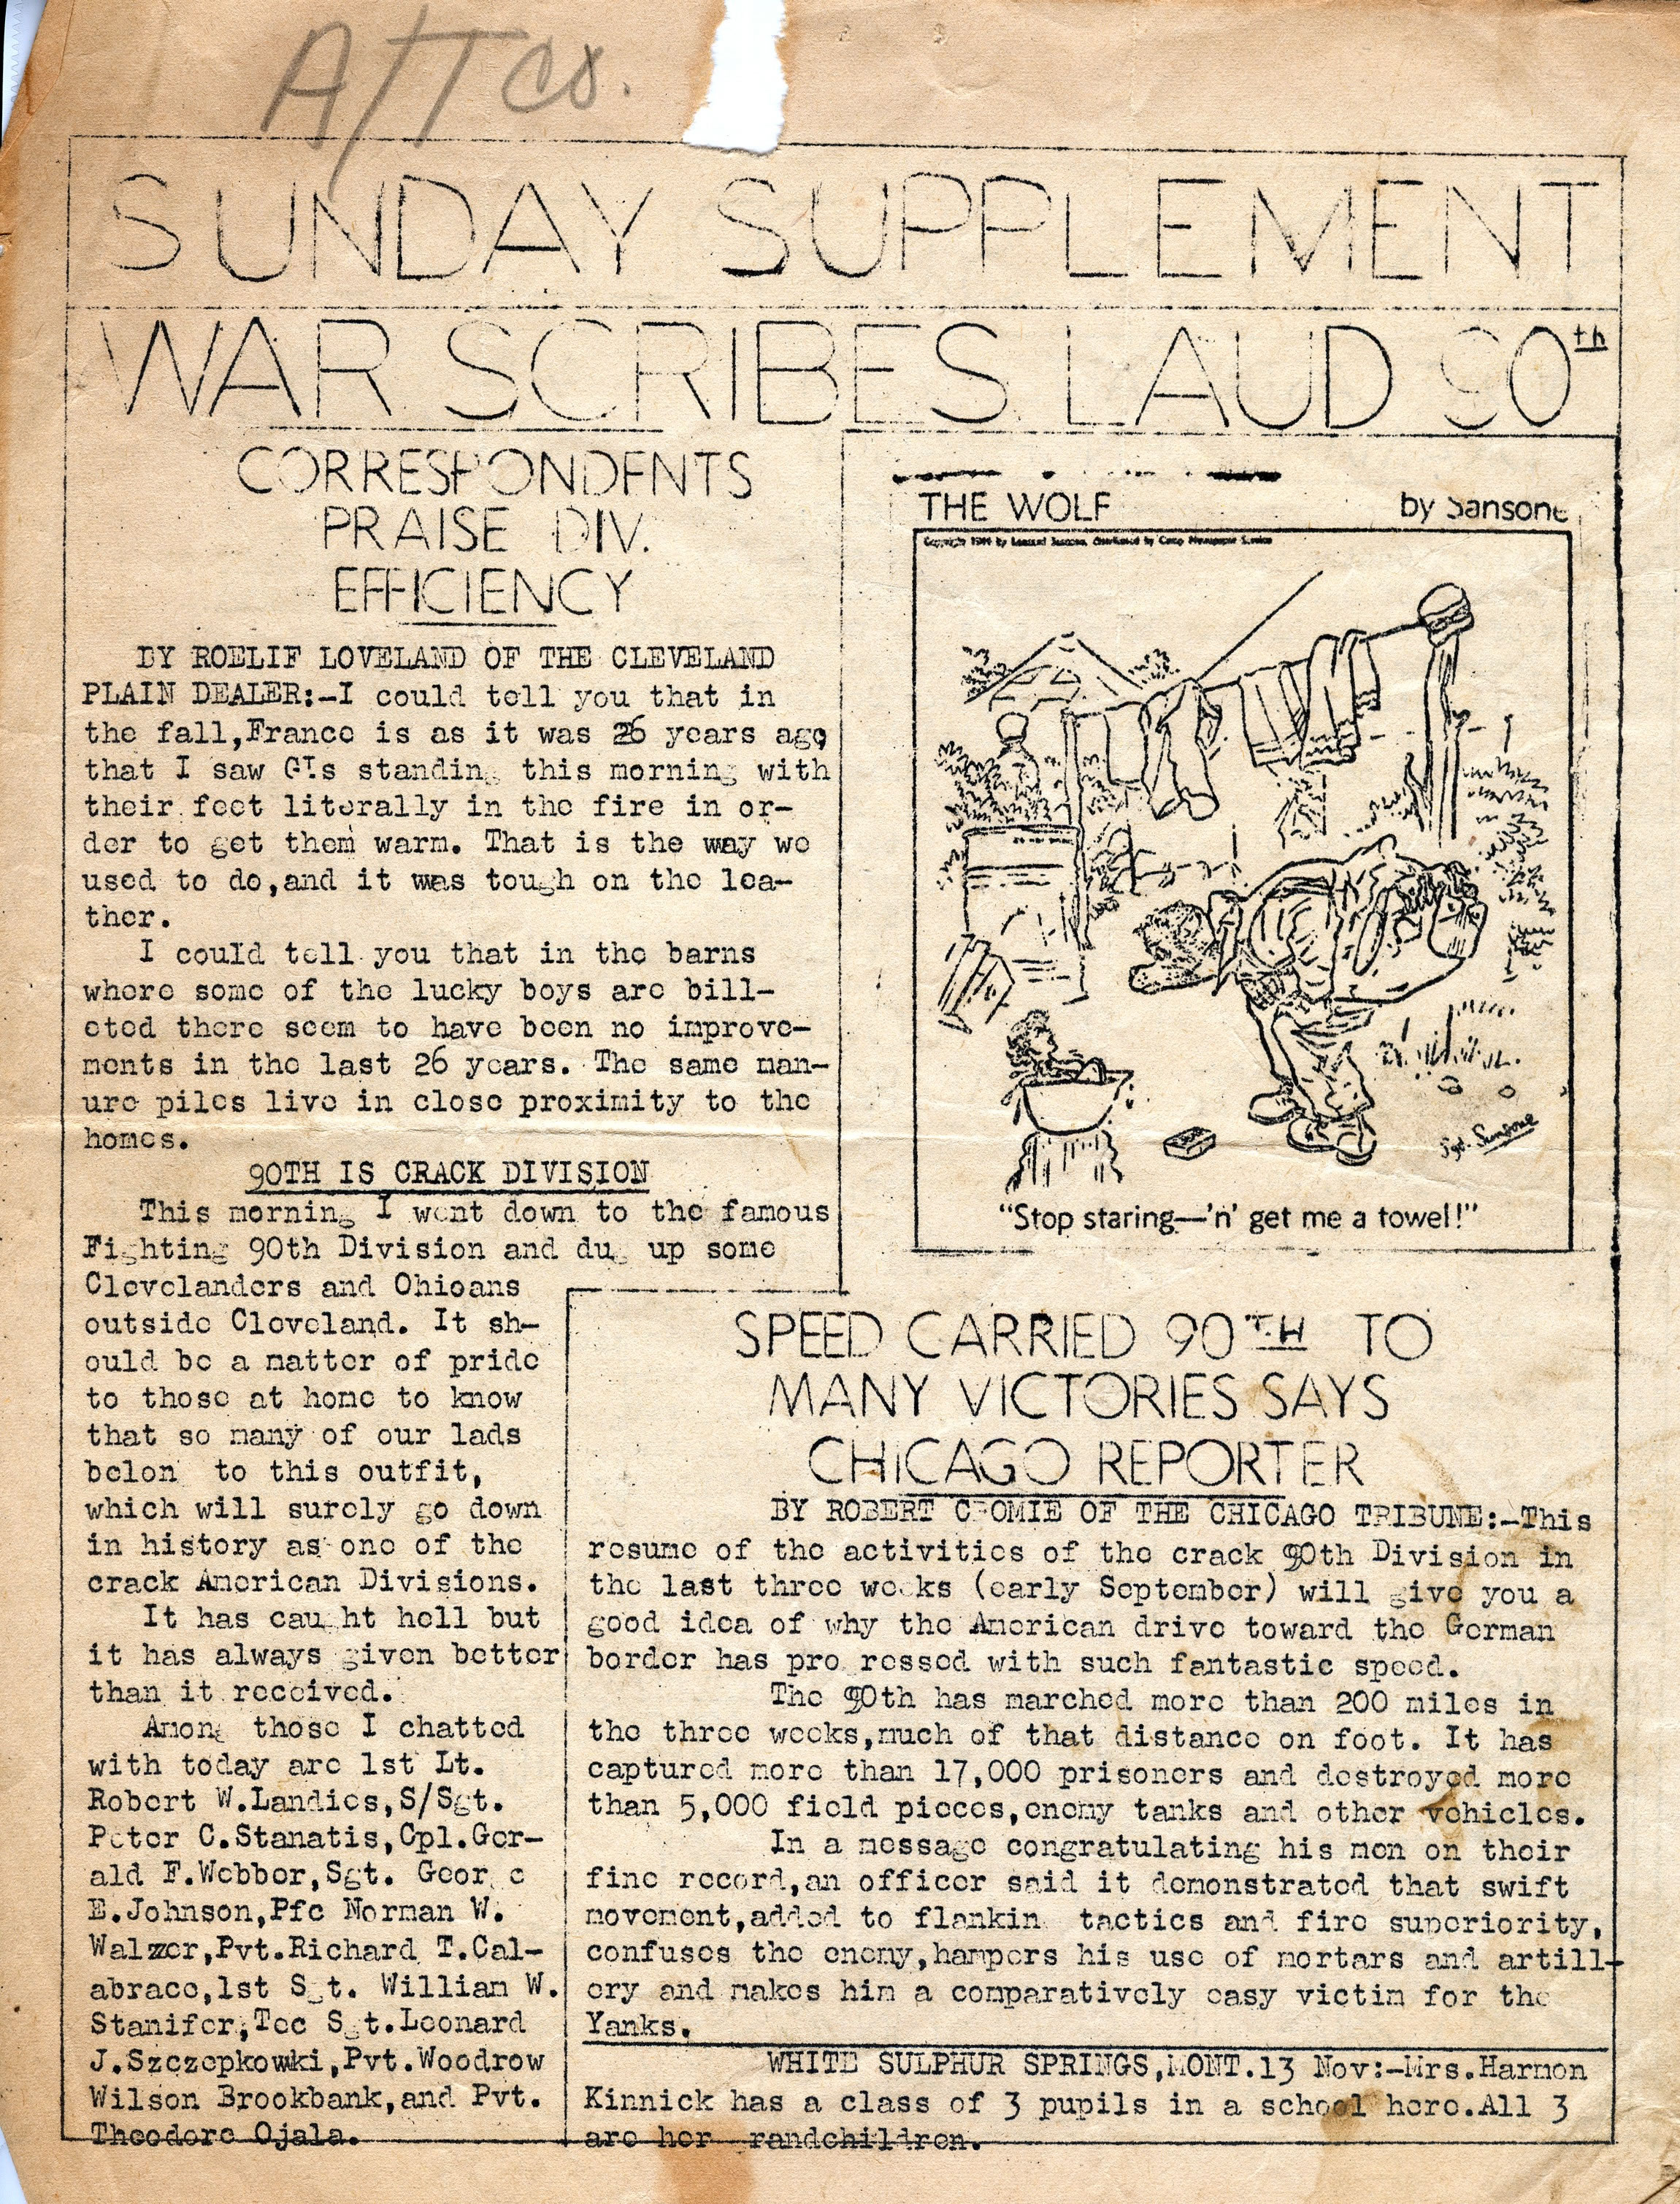 A/T Co.
SUNDAY SUPPLEMENT
WAR SCRIBES LAUD 90th
CORRESPONDENTS
PRAISE DIV.
EFFICIENCY
BY ROELIF LOVELAND OF THE CLEVELAND
PLAIN DEALER:-I could tell you that in
the fall,France is as it was 26 years ago
that I saw GIs standing this morning with
their feet literally in the fire in or-
der to get them warm. That is the way we
used to do,and it was tough on the lea-
ther.
I could tell you that in the barns
where some of the lucky boys are bill-
eted there seem to have been no improve-
ments in the last 26 years. The same man-
ure piles live in close proximity to the
homes.
90TH IS CRACK DIVISION
This morning I went down to the famous
Fighting 90th Division and dug up some
Clevelanders and Ohioans
outside Cleveland. It sh-
ould be a matter of pride
to those at home to know
that so many of our lads
belong to this outfit,
which will surely go down
in history as one of the
crack American Divisions.
It has caught hell but
it has always given better
than it received.
Among those I chatted
with today are 1st Lt.
Robert W.Landies,S/Sgt.
Peter C.Stanatis,Cpl.Ger-
ald F.Webber,Sgt. George
E.Johnson,Pfc Norman W.
Walzer,Pvt.Richard T.Cal-
abrace,1st Sgt. William W.
Stanifer,Tec Sgt.Leonard
J.Szczepkowki,Pvt.Woodrow
Wilson Brookbank,and Pvt.
Theodore Ojala.
THE WOLF by Sansone
Copyright 1944 by Leonard Sansone, distributed by Camp Newspaper Service
Sgt. Sansone
"Stop staring—'n' get me a towel!"
SPEED CARRIED 90TH TO
MANY VICTORIES SAYS
CHICAGO REPORTER
BY ROBERT CROMIE OF THE CHICAGO TRIBUNE:-This
resume of the activities of the crack 90th Division in
the last three weeks (early September) will give you a
good idea of why the American drive toward the German
border has progressed with such fantastic speed.
The 90th has marched more than 200 miles in
the three weeks,much of that distance on foot. It has
captured more than 17,000 prisoners and destroyed more
than 5,000 field pieces,enemy tanks and other vehicles.
In a message congratulating his men on their
fine record,an officer said it demonstrated that swift
movement,added to flanking tactics and fire superiority,
confuses the enemy,hampers his use of mortars and artill-
ery and makes him a comparatively easy victim for the
Yanks.
WHITE SULPHUR SPRINGS,MONT.13 Nov:-Mrs.Harmon
Kinnick has a class of 3 pupils in a school here.All 3
are her grandchildren.